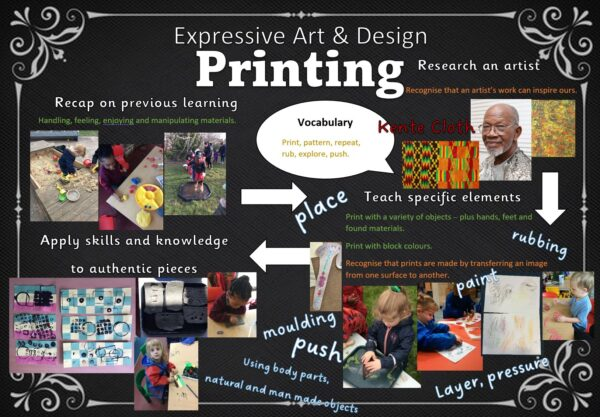 Expressive Art & Design
Printing
Research an artist
Recognise that an artist's work can inspire ours.
Kente Cloth
Recap on previous learning
Handling, feeling, enjoying and manipulating materials.
Vocabulary
Print, pattern, repeat,
rub, explore, push.
place
Teach specific elements
Print with a variety of objects – plus hands, feet and
found materials.
Print with block colours.
Recognise that prints are made by transferring an image
from one surface to another.
rubbing
Apply skills and knowledge
to authentic pieces
paint
moulding
push
Using body parts,
natural and man made objects
Layer, pressure